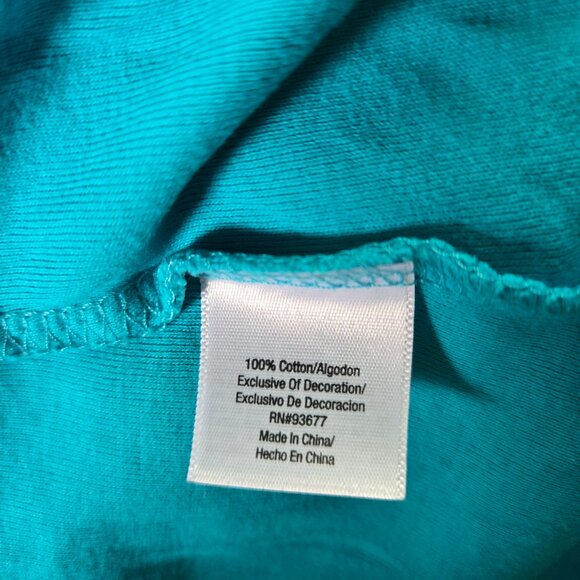 100% Cotton/Algodon
Exclusive Of Decoration/
Exclusivo De Decoracion
RN#93677
Made In China/
Hecho En China